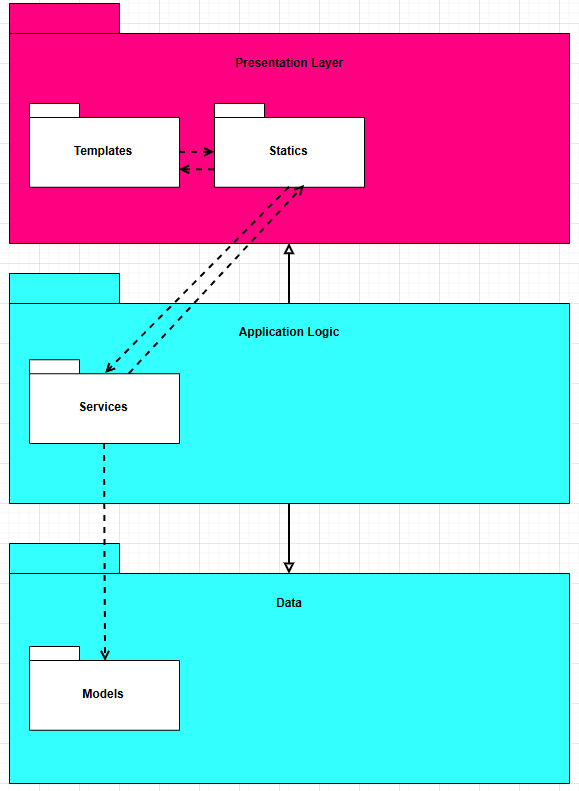 Presentation Layer
Templates
Statics
Application Logic
Services
Data
Models